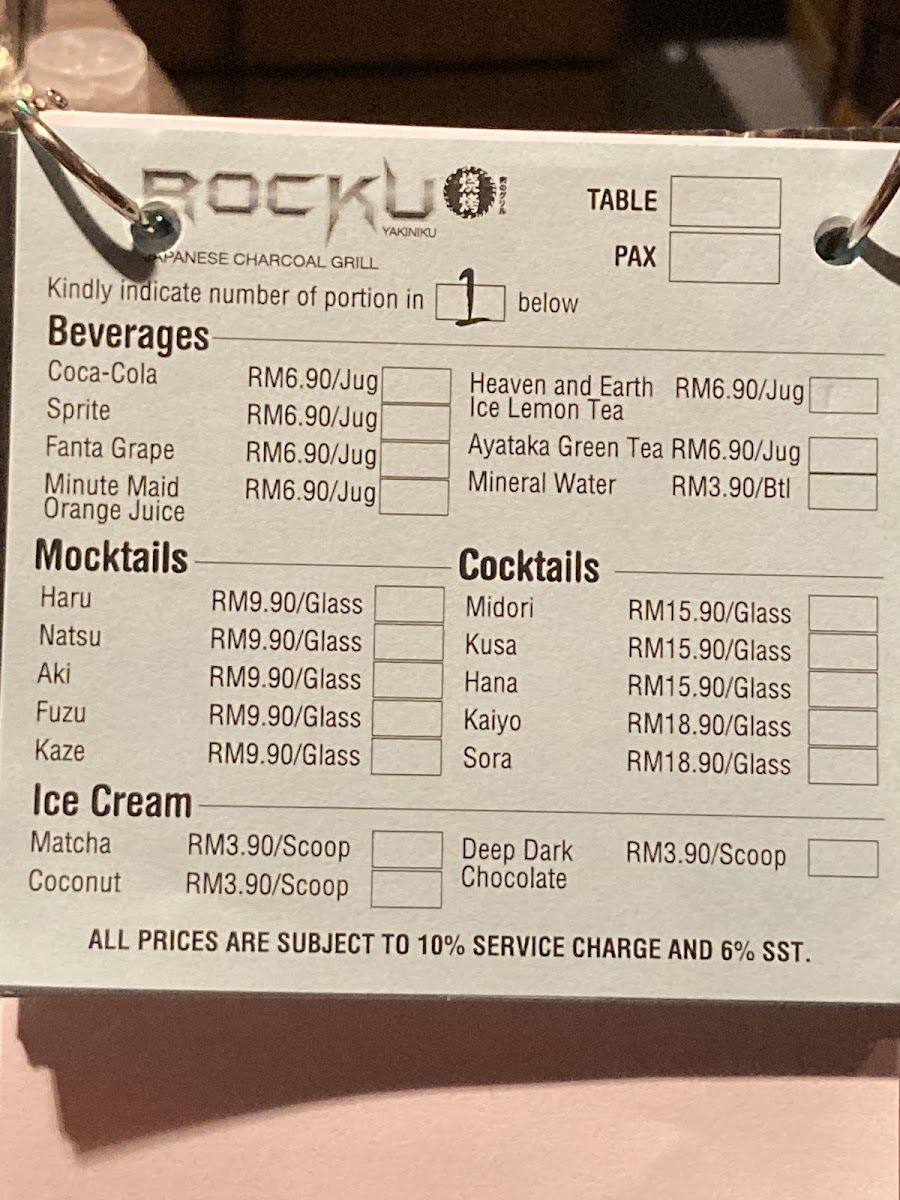 ROCKU 烧烤
YAKINIKU
JAPANESE CHARCOAL GRILL
TABLE
PAX
Kindly indicate number of portion in 1 below
Beverages
Coca-Cola RM6.90/Jug
Sprite RM6.90/Jug
Fanta Grape RM6.90/Jug
Minute Maid RM6.90/Jug
Orange Juice
Heaven and Earth RM6.90/Jug
Ice Lemon Tea
Ayataka Green Tea RM6.90/Jug
Mineral Water RM3.90/Btl
Mocktails
Haru RM9.90/Glass
Natsu RM9.90/Glass
Aki RM9.90/Glass
Fuzu RM9.90/Glass
Kaze RM9.90/Glass
Cocktails
Midori RM15.90/Glass
Kusa RM15.90/Glass
Hana RM15.90/Glass
Kaiyo RM18.90/Glass
Sora RM18.90/Glass
Ice Cream
Matcha RM3.90/Scoop
Coconut RM3.90/Scoop
Deep Dark RM3.90/Scoop
Chocolate
ALL PRICES ARE SUBJECT TO 10% SERVICE CHARGE AND 6% SST.